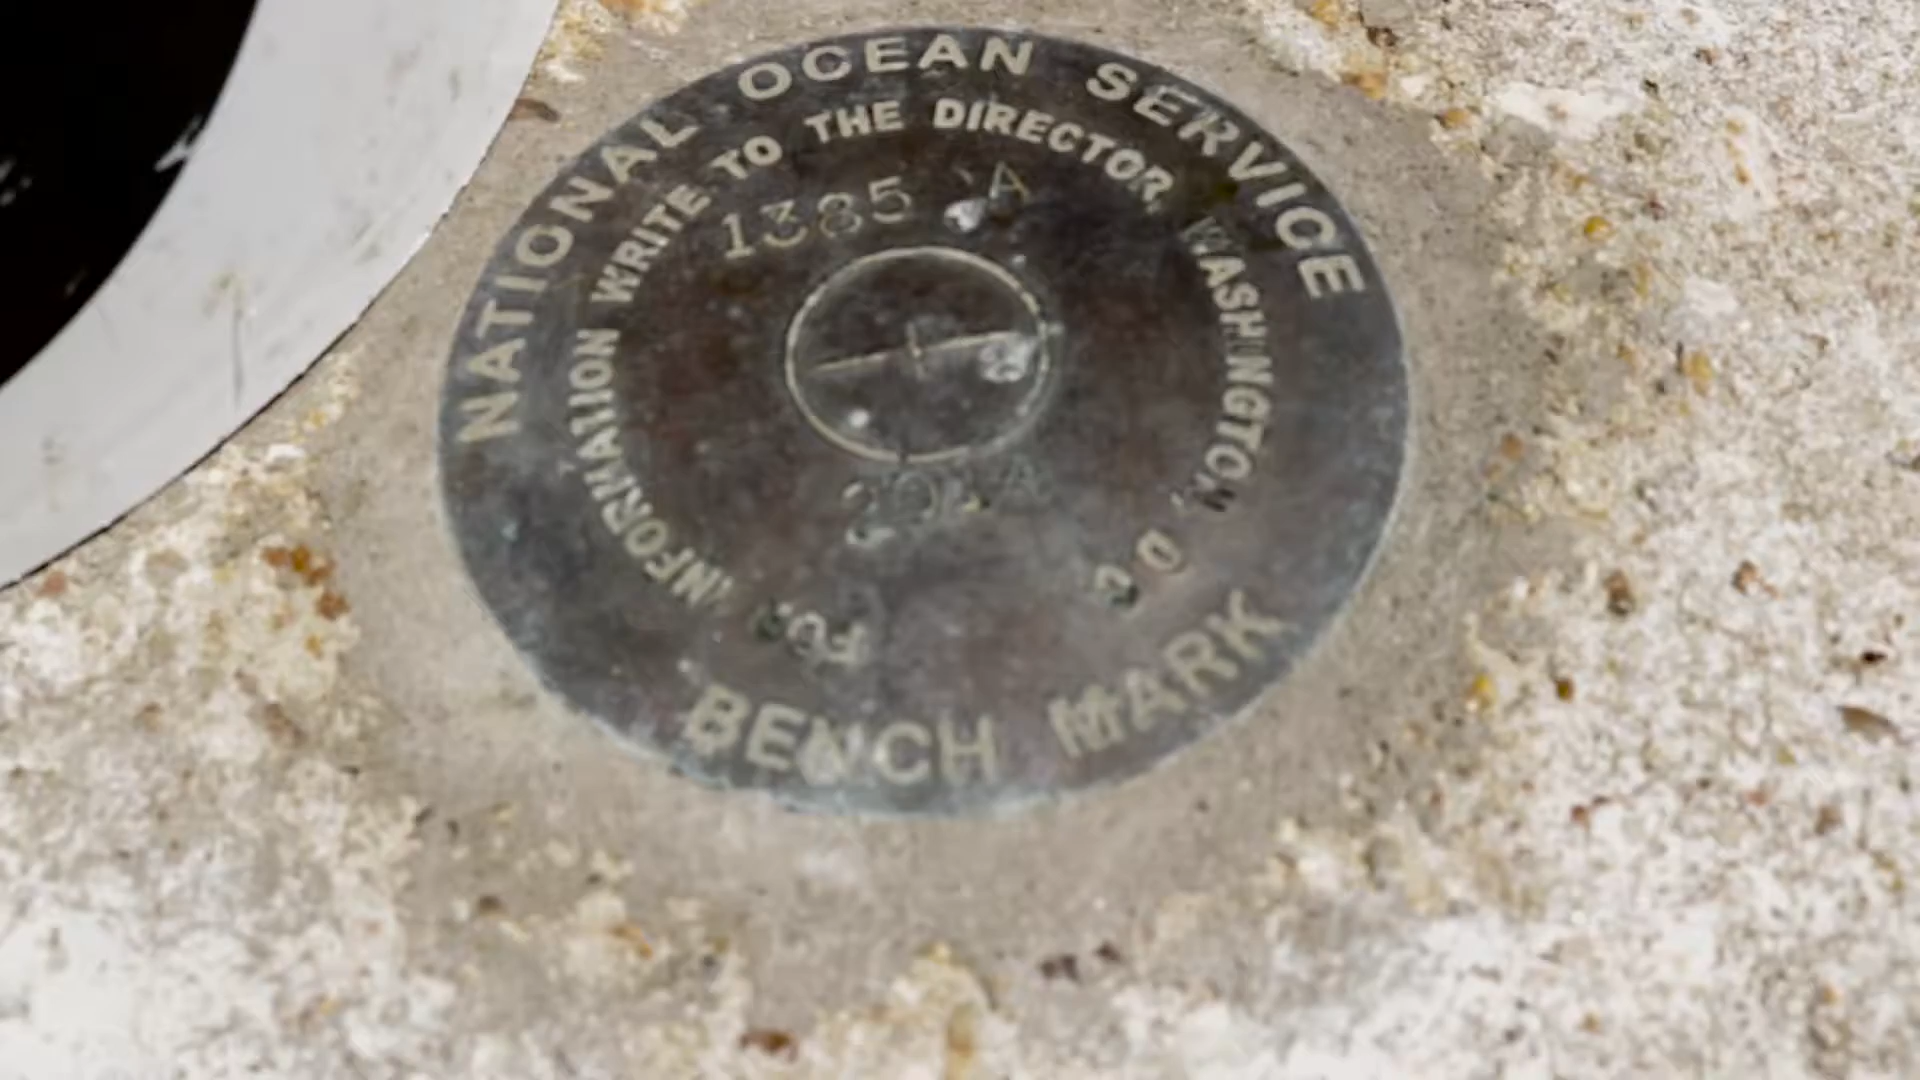 NATIONAL OCEAN SERVICE
FOR INFORMATION WRITE TO THE DIRECTOR, WASHINGTON, D C
1385 A
BENCH MARK